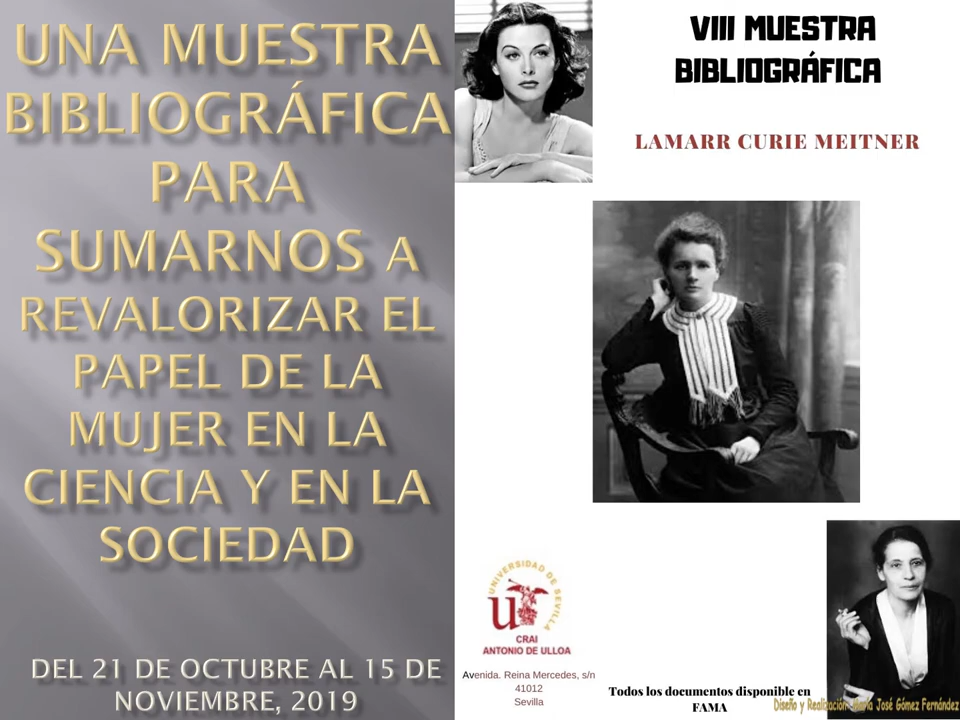 UNA MUESTRA
BIBLIOGRÁFICA
PARA
SUMARNOS A
REVALORIZAR EL
PAPEL DE LA
MUJER EN LA
CIENCIA Y EN LA
SOCIEDAD
DEL 21 DE OCTUBRE AL 15 DE
NOVIEMBRE, 2019
VIII MUESTRA
BIBLIOGRÁFICA
LAMARR CURIE MEITNER
UNIVERSIDAD DE SEVILLA
CRAI
ANTONIO DE ULLOA
Avenida. Reina Mercedes, s/n
41012
Sevilla
Todos los documentos disponible en
FAMA
Diseño y Realización: María José Gómez Fernández